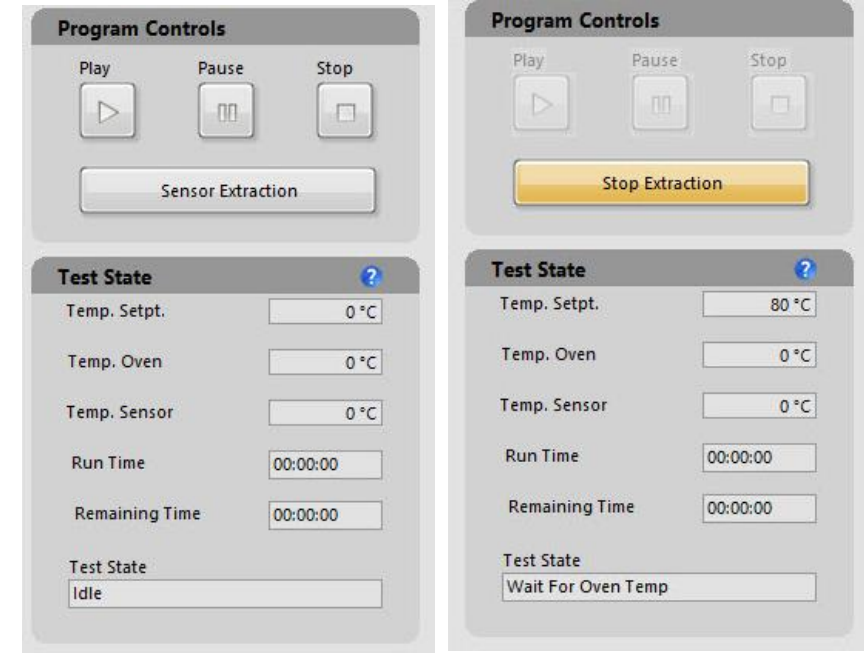 Program Controls
Play Pause Stop
Sensor Extraction
Test State ?
Temp. Setpt. 0 °C
Temp. Oven 0 °C
Temp. Sensor 0 °C
Run Time 00:00:00
Remaining Time 00:00:00
Test State
Idle
Program Controls
Play Pause Stop
Stop Extraction
Test State ?
Temp. Setpt. 80 °C
Temp. Oven 0 °C
Temp. Sensor 0 °C
Run Time 00:00:00
Remaining Time 00:00:00
Test State
Wait For Oven Temp